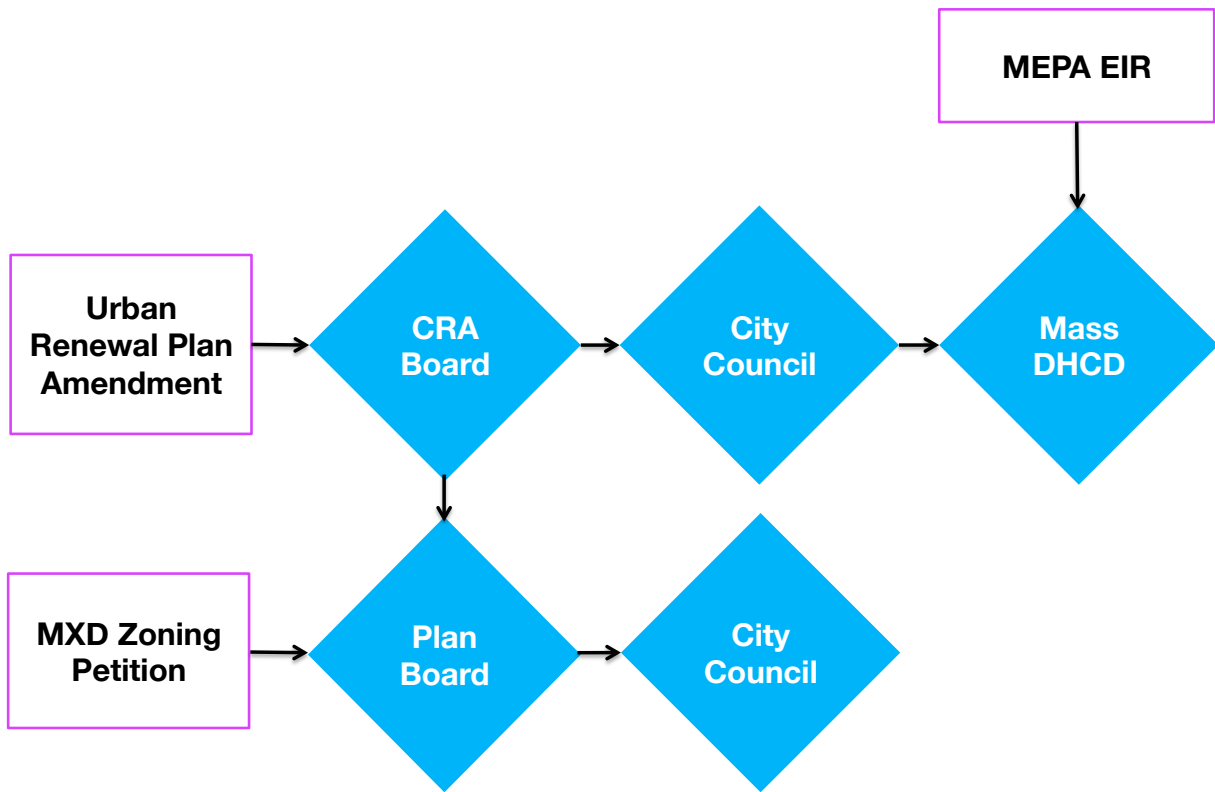 MEPA EIR
Urban
Renewal Plan
Amendment
CRA
Board
City
Council
Mass
DHCD
MXD Zoning
Petition
Plan
Board
City
Council